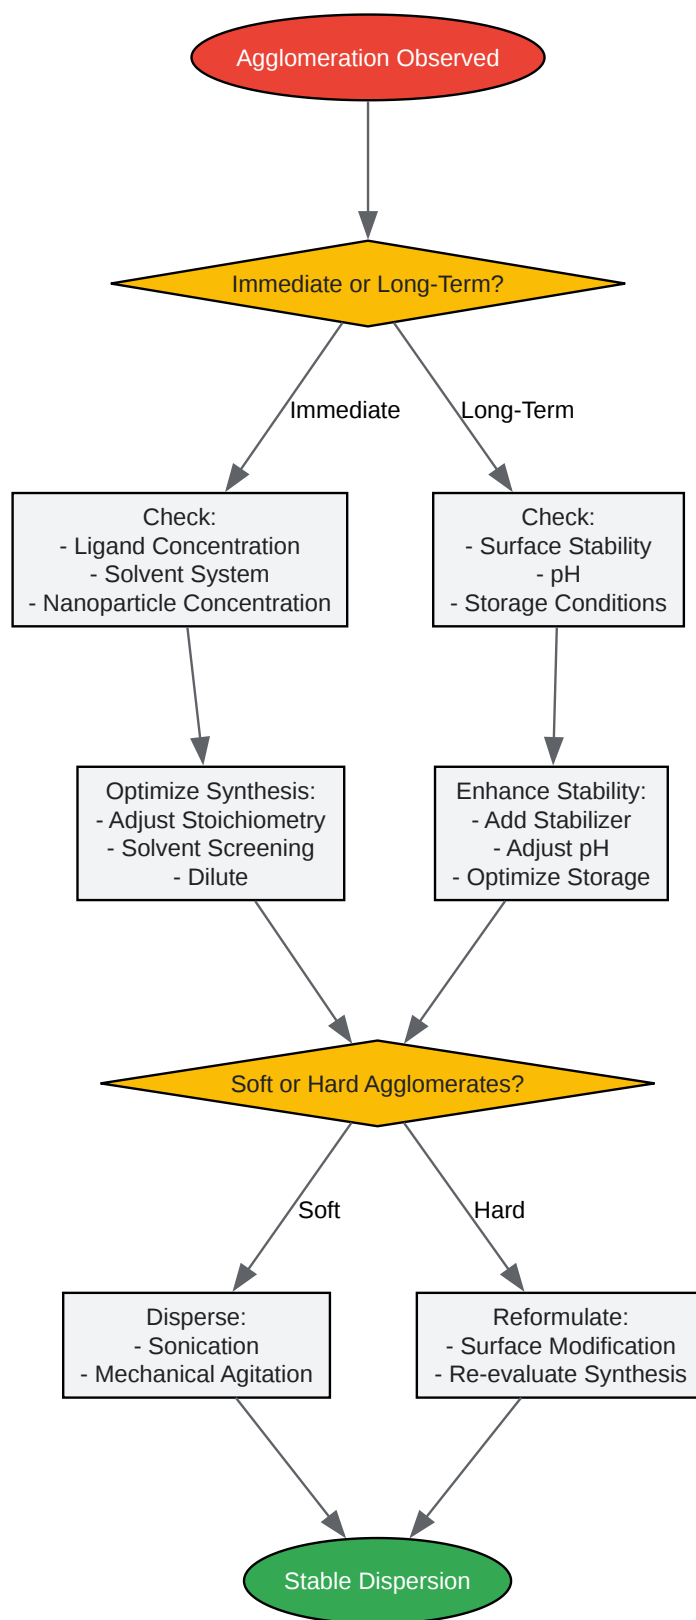 Agglomeration Observed
Immediate or Long-Term?
Immediate
Long-Term
Check:
- Ligand Concentration
- Solvent System
- Nanoparticle Concentration
Check:
- Surface Stability
- pH
- Storage Conditions
Optimize Synthesis:
- Adjust Stoichiometry
- Solvent Screening
- Dilute
Enhance Stability:
- Add Stabilizer
- Adjust pH
- Optimize Storage
Soft or Hard Agglomerates?
Soft
Hard
Disperse:
- Sonication
- Mechanical Agitation
Reformulate:
- Surface Modification
- Re-evaluate Synthesis
Stable Dispersion